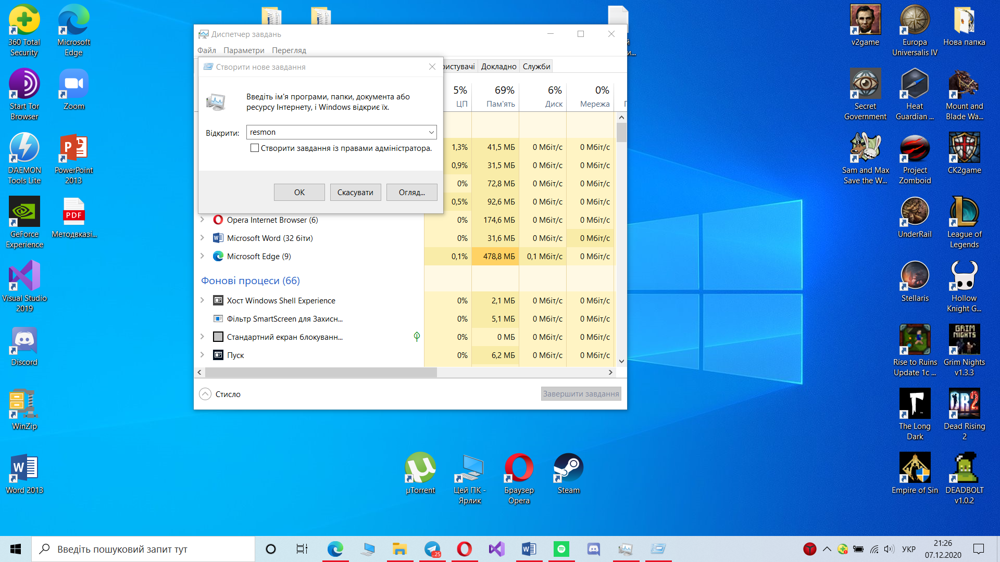 360 Total
Security
Microsoft
Edge
Start Tor
Browser
Zoom
DAEMON
Tools Lite
PowerPoint
2013
GeForce
Experience
PDF
Методвказі...
Visual Studio
2019
Discord
WinZip
Word 2013
Диспетчер завдань
Файл Параметри Перегляд
Створити нове завдання
Докладно
Служби
Введіть ім'я програми, папки, документа або
ресурсу Інтернету, і Windows відкриє їх.
Відкрити: resmon
Створити завдання із правами адміністратора.
ОК Скасувати Огляд...
5% 69% 6% 0%
ЦП Пам'ять Диск Мережа
1,3% 41,5 МБ 0 Мбіт/с 0 Мбіт/с
0,9% 31,5 МБ 0 Мбіт/с 0 Мбіт/с
0% 72,8 МБ 0 Мбіт/с 0 Мбіт/с
0,5% 92,6 МБ 0 Мбіт/с 0 Мбіт/с
Opera Internet Browser (6) 0% 174,6 МБ 0 Мбіт/с 0 Мбіт/с
Microsoft Word (32 біти) 0% 31,6 МБ 0 Мбіт/с 0 Мбіт/с
Microsoft Edge (9) 0,1% 478,8 МБ 0,1 Мбіт/с 0 Мбіт/с
Фонові процеси (66)
Хост Windows Shell Experience 0% 2,1 МБ 0 Мбіт/с 0 Мбіт/с
Фільтр SmartScreen для Захисн... 0% 5,1 МБ 0 Мбіт/с 0 Мбіт/с
Стандартний екран блокуванн... 0% 0 МБ 0 Мбіт/с 0 Мбіт/с
Пуск 0% 6,2 МБ 0 Мбіт/с 0 Мбіт/с
Стисло
Завершити завдання
v2game
Europa
Universalis IV
Нова папка
Secret
Government
Heat
Guardian ...
Mount and
Blade Wa...
Sam and Max
Save the W...
Project
Zomboid
CK2game
UnderRail
League of
Legends
Stellaris
Hollow
Knight G...
GRIM
NIGHTS
Rise to Ruins
Update 1c ...
Grim Nights
v1.3.3
DR2
The Long
Dark
Dead Rising
2
Empire of Sin
DEADBOLT
v1.0.2
µTorrent
Цей ПК -
Ярлик
Браузер
Opera
Steam
Введіть пошуковий запит тут
25
УКР
21:26
07.12.2020